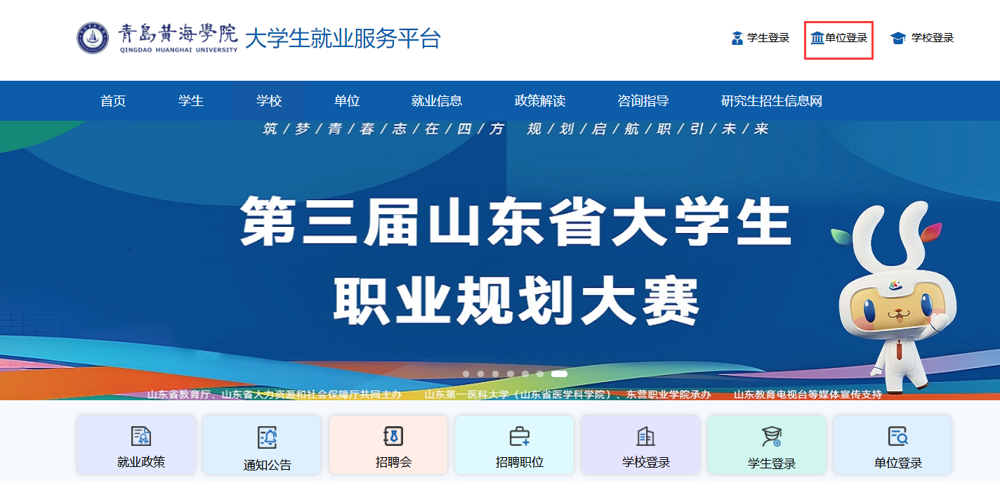 青島黄海學院 大学生就业服务平台
QINGDAO HUANGHAI UNIVERSITY
学生登录 单位登录 学校登录
首页 学生 学校 单位 就业信息 政策解读 咨询指导 研究生招生信息网
筑/梦/青/春/志/在/四/方 规/划/启/航/职/引/未/来
第三届山东省大学生
职业规划大赛
山东省教育厅、山东省人力资源和社会保障厅共同主办 山东第一医科大学（山东省医学科学院）、东营职业学院承办 山东教育电视台等媒体宣传支持
就业政策 通知公告 招聘会 招聘职位 学校登录 学生登录 单位登录